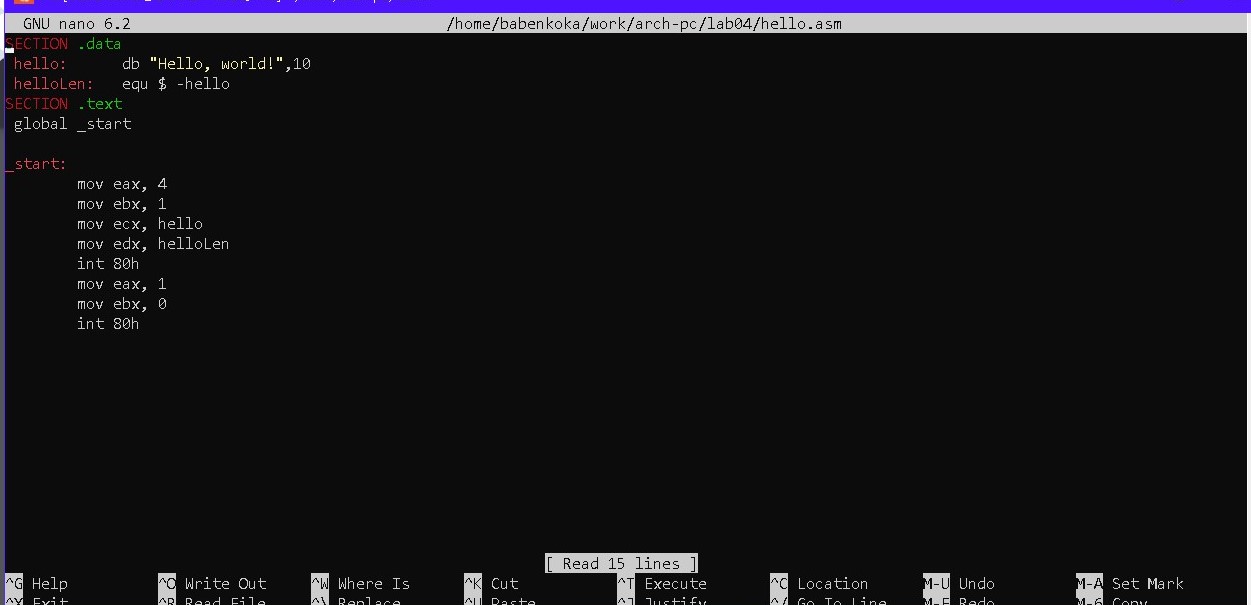 GNU nano 6.2 /home/babenkoka/work/arch-pc/lab04/hello.asm
SECTION .data
hello: db "Hello, world!",10
helloLen: equ $ -hello
SECTION .text
global _start
_start:
mov eax, 4
mov ebx, 1
mov ecx, hello
mov edx, helloLen
int 80h
mov eax, 1
mov ebx, 0
int 80h
[ Read 15 lines ]
^G Help ^O Write Out ^W Where Is ^K Cut ^T Execute ^C Location M-U Undo M-A Set Mark
^X Exit ^R Read File ^\ Replace ^U Paste ^J Justify ^/ Go To Line M-E Redo M-6 Copy